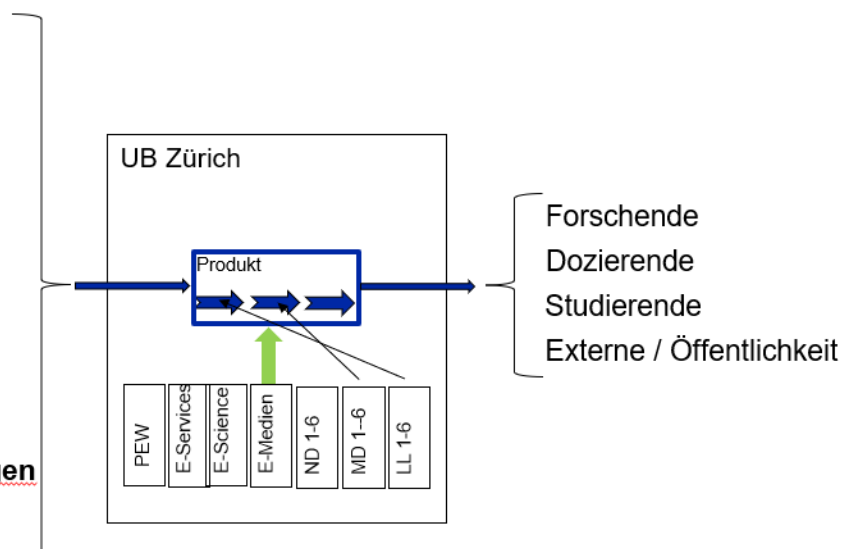 UB Zürich
Produkt
Forschende
Dozierende
Studierende
Externe / Öffentlichkeit
PEW
E-Services
E-Science
E-Medien
ND 1-6
MD 1–6
LL 1-6
gen